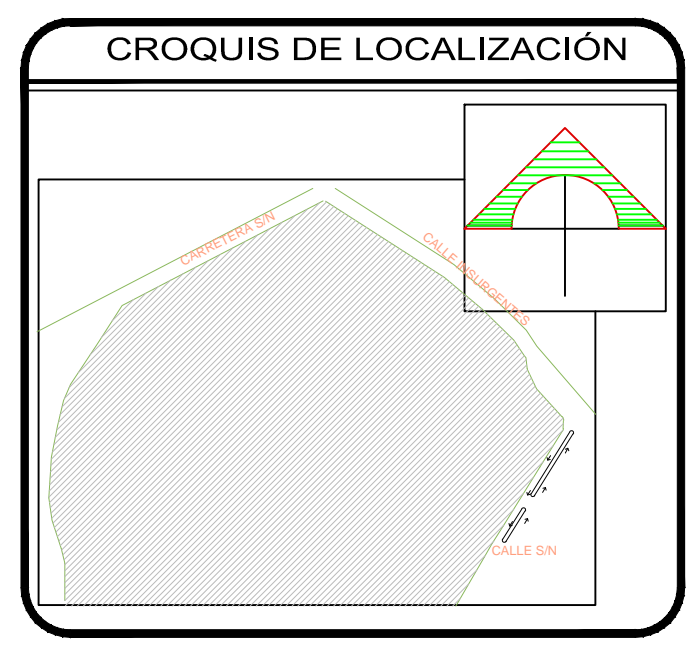 CROQUIS DE LOCALIZACIÓN
CARRETERA S/N
CALLE INSURGENTES
CALLE S/N